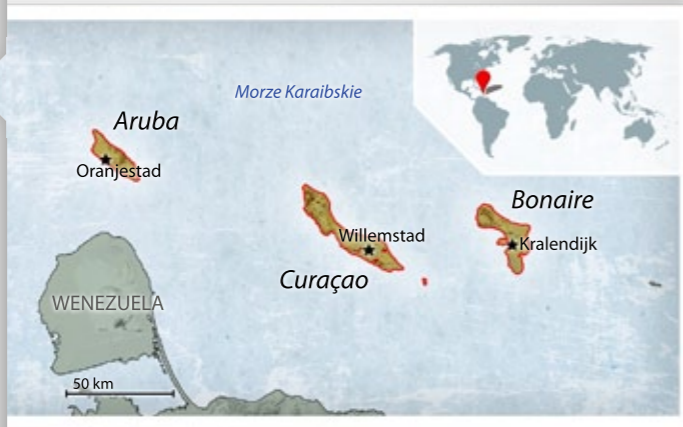 Morze Karaibskie
Aruba
Oranjestad
Bonaire
Willemstad
Kralendijk
Curaçao
WENEZUELA
50 km